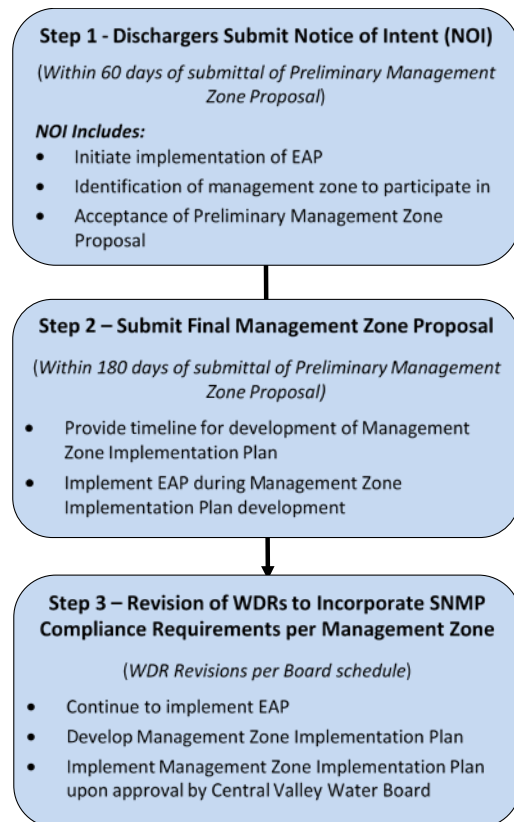 Step 1 - Dischargers Submit Notice of Intent (NOI)
(Within 60 days of submittal of Preliminary Management
Zone Proposal)
NOI Includes:
• Initiate implementation of EAP
• Identification of management zone to participate in
• Acceptance of Preliminary Management Zone
Proposal
Step 2 – Submit Final Management Zone Proposal
(Within 180 days of submittal of Preliminary Management
Zone Proposal)
• Provide timeline for development of Management
Zone Implementation Plan
• Implement EAP during Management Zone
Implementation Plan development
Step 3 – Revision of WDRs to Incorporate SNMP
Compliance Requirements per Management Zone
(WDR Revisions per Board schedule)
• Continue to implement EAP
• Develop Management Zone Implementation Plan
• Implement Management Zone Implementation Plan
upon approval by Central Valley Water Board